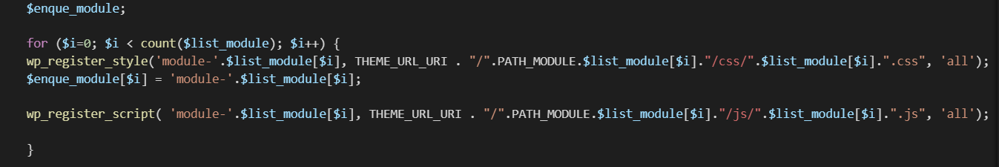 $enque_module;
for ($i=0; $i < count($list_module); $i++) {
wp_register_style('module-'.$list_module[$i], THEME_URL_URI . "/".PATH_MODULE.$list_module[$i]."/css/".$list_module[$i].".css", 'all');
$enque_module[$i] = 'module-'.$list_module[$i];
wp_register_script( 'module-'.$list_module[$i], THEME_URL_URI . "/".PATH_MODULE.$list_module[$i]."/js/".$list_module[$i].".js", 'all');
}